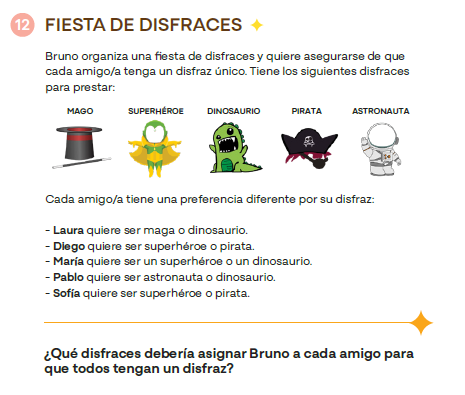 12 FIESTA DE DISFRACES
Bruno organiza una fiesta de disfraces y quiere asegurarse de que
cada amigo/a tenga un disfraz único. Tiene los siguientes disfraces
para prestar:
MAGO SUPERHÉROE DINOSAURIO PIRATA ASTRONAUTA
Cada amigo/a tiene una preferencia diferente por su disfraz:
- Laura quiere ser maga o dinosaurio.
- Diego quiere ser superhéroe o pirata.
- María quiere ser un superhéroe o un dinosaurio.
- Pablo quiere ser astronauta o dinosaurio.
- Sofía quiere ser superhéroe o pirata.
¿Qué disfraces debería asignar Bruno a cada amigo para
que todos tengan un disfraz?